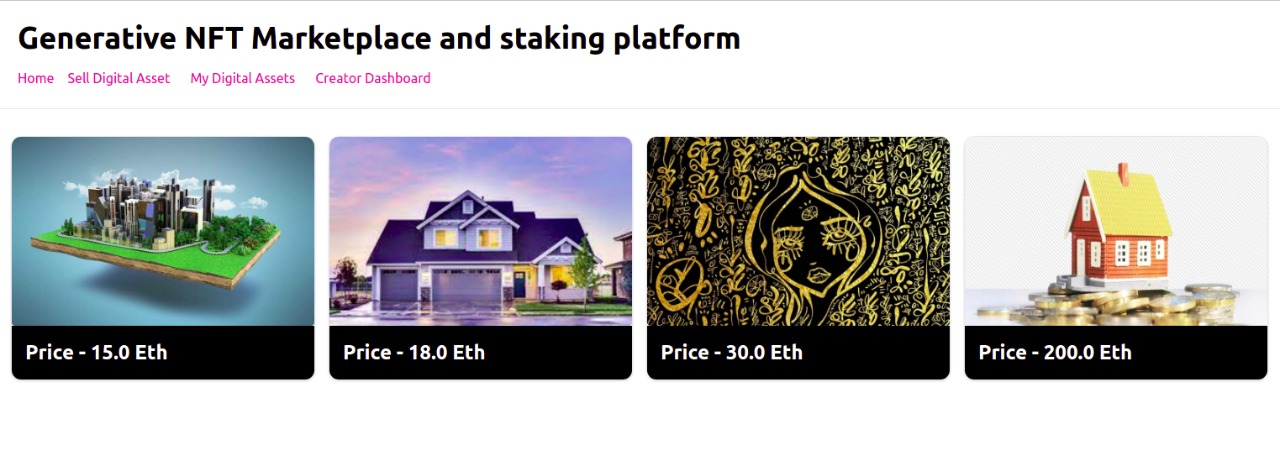 Generative NFT Marketplace and staking platform
Home Sell Digital Asset My Digital Assets Creator Dashboard
Price - 15.0 Eth
Price - 18.0 Eth
Price - 30.0 Eth
Price - 200.0 Eth